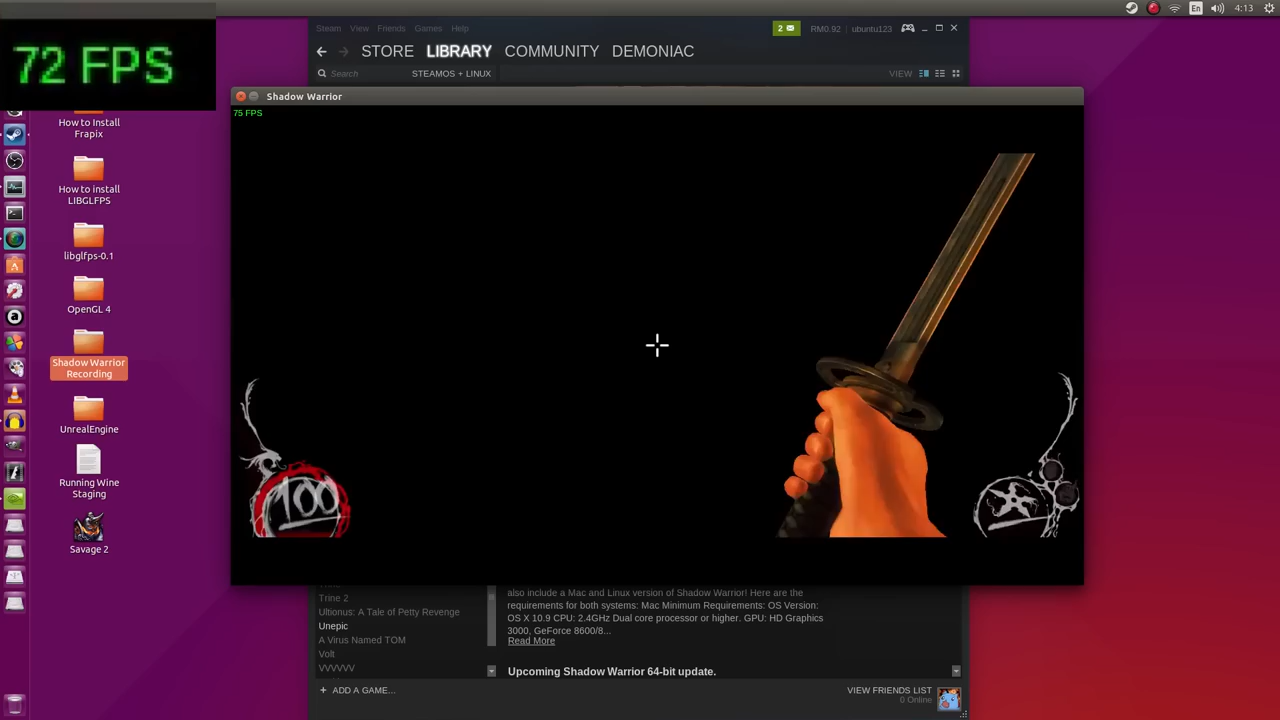 72 FPS
En
4:13
Steam View Friends Games Help
2
RM0.92
ubuntu123
STORE LIBRARY COMMUNITY DEMONIAC
Search
STEAMOS + LINUX
VIEW
Shadow Warrior
75 FPS
How to Install
Frapix
How to install
LIBGLFPS
libglfps-0.1
OpenGL 4
Shadow Warrior
Recording
UnrealEngine
Running Wine
Staging
Savage 2
100
Trine 2
Ultionus: A Tale of Petty Revenge
Unepic
A Virus Named TOM
Volt
VVVVVV
also include a Mac and Linux version of Shadow Warrior! Here are the
requirements for both systems: Mac Minimum Requirements: OS Version:
OS X 10.9 CPU: 2.4GHz Dual core processor or higher. GPU: HD Graphics
3000, GeForce 8600/8...
Read More
Upcoming Shadow Warrior 64-bit update.
+ ADD A GAME...
VIEW FRIENDS LIST
0 Online